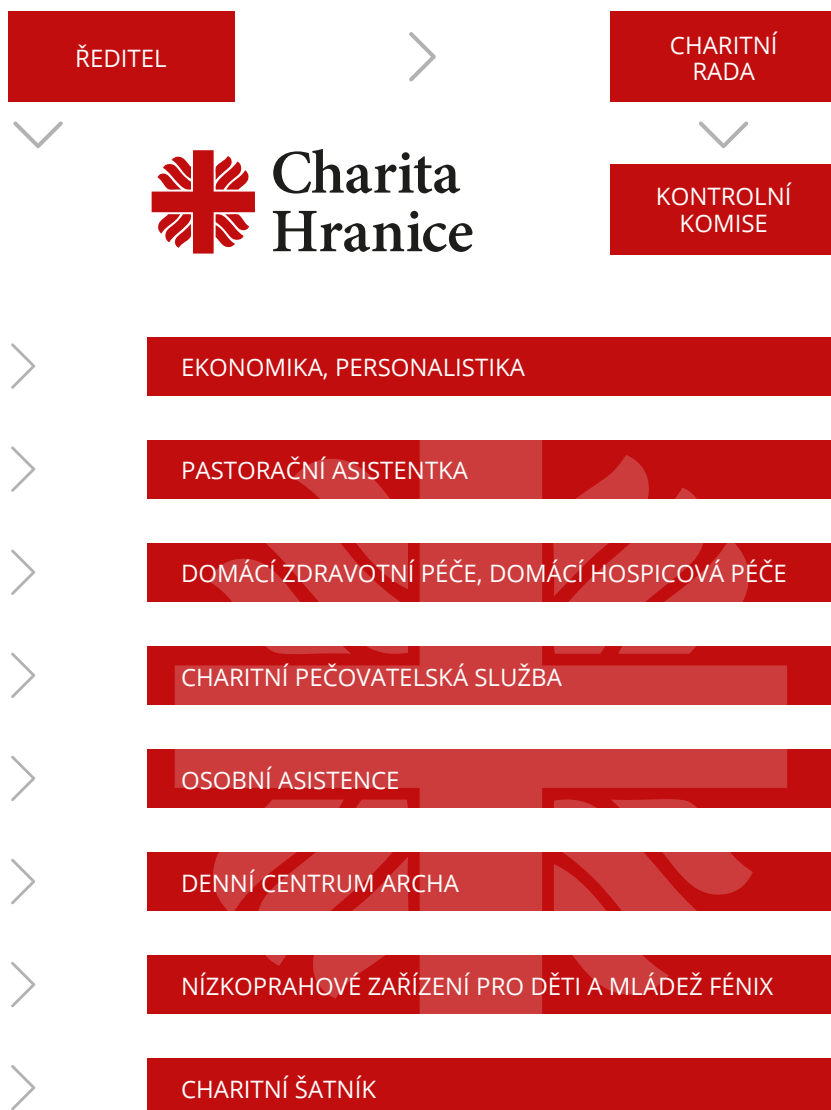 ŘEDITEL
CHARITNÍ
RADA
Charita
Hranice
KONTROLNÍ
KOMISE
EKONOMIKA, PERSONALISTIKA
PASTORAČNÍ ASISTENTKA
DOMÁCÍ ZDRAVOTNÍ PÉČE, DOMÁCÍ HOSPICOVÁ PÉČE
CHARITNÍ PEČOVATELSKÁ SLUŽBA
OSOBNÍ ASISTENCE
DENNÍ CENTRUM ARCHA
NÍZKOPRAHOVÉ ZAŘÍZENÍ PRO DĚTI A MLÁDEŽ FÉNIX
CHARITNÍ ŠATNÍK